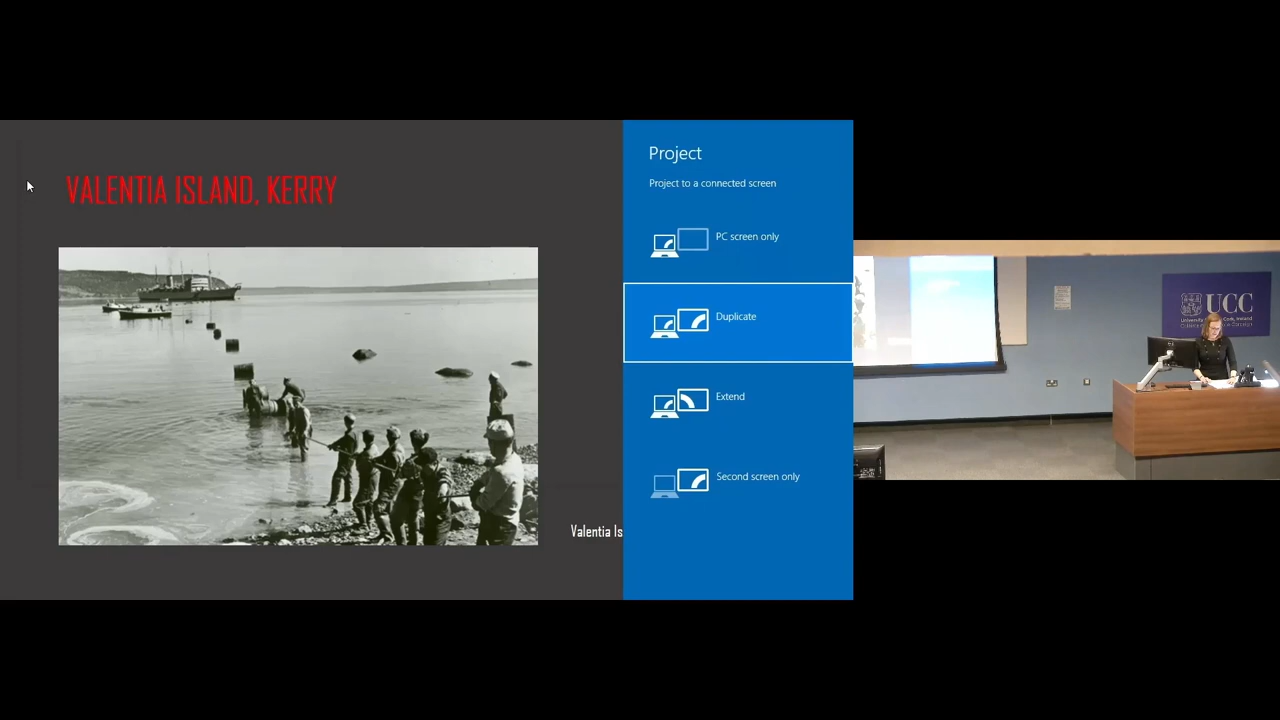 VALENTIA ISLAND, KERRY
Valentia Is
Project
Project to a connected screen
PC screen only
Duplicate
Extend
Second screen only
UCC